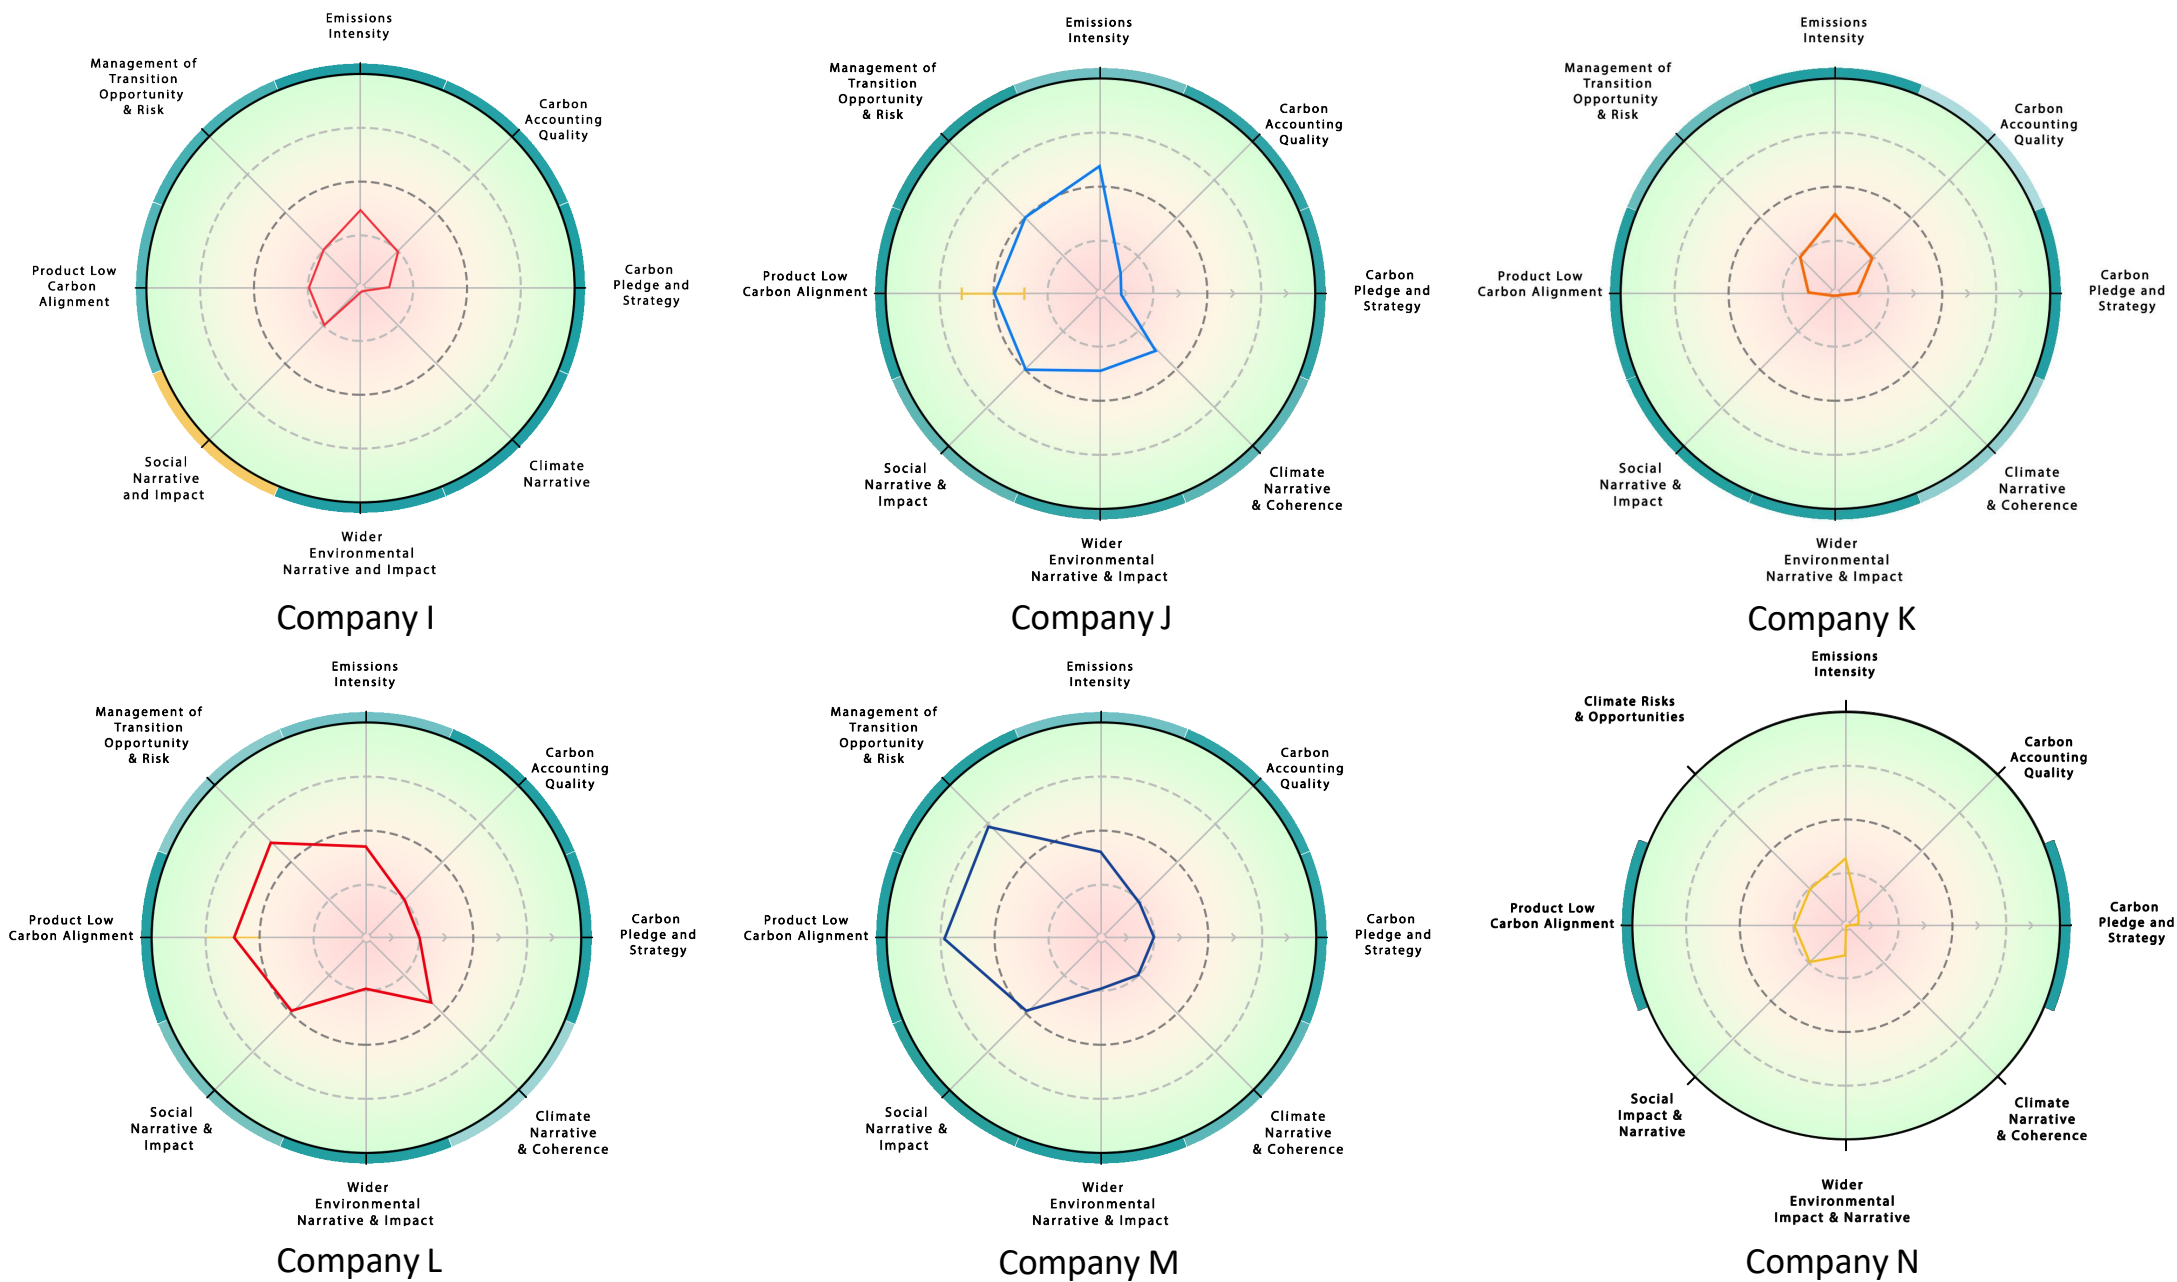 Emissions
Intensity
Management of
Transition
Opportunity
& Risk
Carbon
Accounting
Quality
Product Low
Carbon
Alignment
Carbon
Pledge and
Strategy
Social
Narrative
and Impact
Climate
Narrative
Wider
Environmental
Narrative and Impact
Company I
Emissions
Intensity
Management of
Transition
Opportunity
& Risk
Carbon
Accounting
Quality
Product Low
Carbon Alignment
Carbon
Pledge and
Strategy
Social
Narrative &
Impact
Climate
Narrative
& Coherence
Wider
Environmental
Narrative & Impact
Company J
Emissions
Intensity
Management of
Transition
Opportunity
& Risk
Carbon
Accounting
Quality
Product Low
Carbon Alignment
Carbon
Pledge and
Strategy
Social
Narrative &
Impact
Climate
Narrative
& Coherence
Wider
Environmental
Narrative & Impact
Company K
Emissions
Intensity
Management of
Transition
Opportunity
& Risk
Carbon
Accounting
Quality
Product Low
Carbon Alignment
Carbon
Pledge and
Strategy
Social
Narrative &
Impact
Climate
Narrative
& Coherence
Wider
Environmental
Narrative & Impact
Company L
Emissions
Intensity
Management of
Transition
Opportunity
& Risk
Carbon
Accounting
Quality
Product Low
Carbon Alignment
Carbon
Pledge and
Strategy
Social
Narrative &
Impact
Climate
Narrative
& Coherence
Wider
Environmental
Narrative & Impact
Company M
Emissions
Intensity
Climate Risks
& Opportunities
Carbon
Accounting
Quality
Product Low
Carbon Alignment
Carbon
Pledge and
Strategy
Social
Impact &
Narrative
Climate
Narrative
& Coherence
Wider
Environmental
Impact & Narrative
Company N